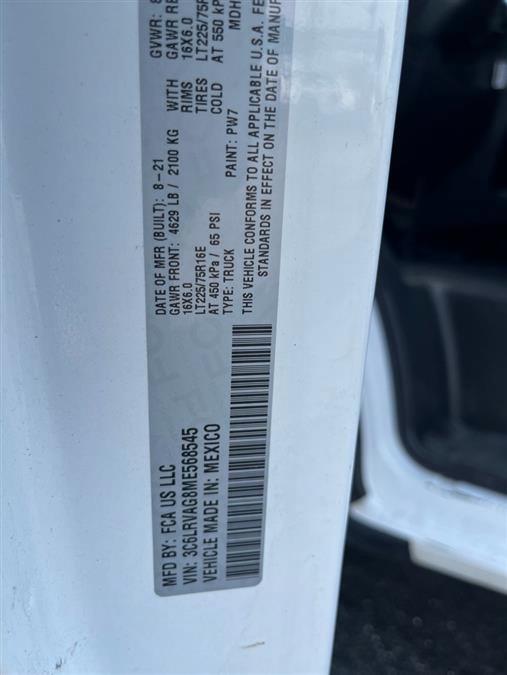 MFD BY: FCA US LLC
DATE OF MFR (BUILT): 8-21
GVWR: 8
GAWR FRONT: 4629 LB / 2100 KG WITH
GAWR RE
16X6.0 RIMS
16X6.0
LT225/75R16E TIRES
LT225/75R
AT 450 kPa / 65 PSI COLD
AT 550 kP
VIN: 3C6LRVAG8ME568545
TYPE: TRUCK
PAINT: PW7
MDH
VEHICLE MADE IN: MEXICO
THIS VEHICLE CONFORMS TO ALL APPLICABLE U.S.A. FE
STANDARDS IN EFFECT ON THE DATE OF MANUF